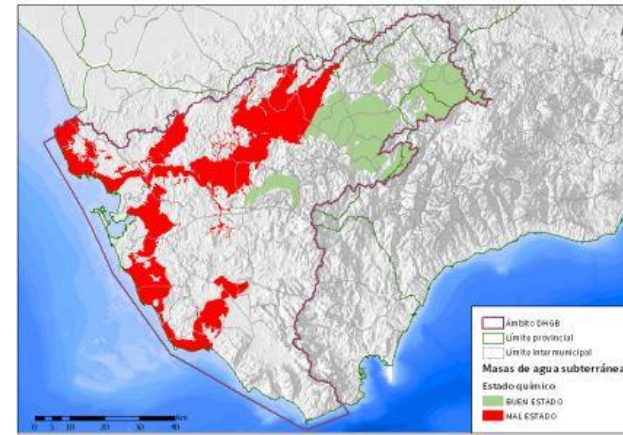 Ámbito DHGB
Límite provincial
Límite Intermunicipal
Masas de agua subterránea
Estado químico
BUEN ESTADO
MAL ESTADO
0 5 10 20 30 40